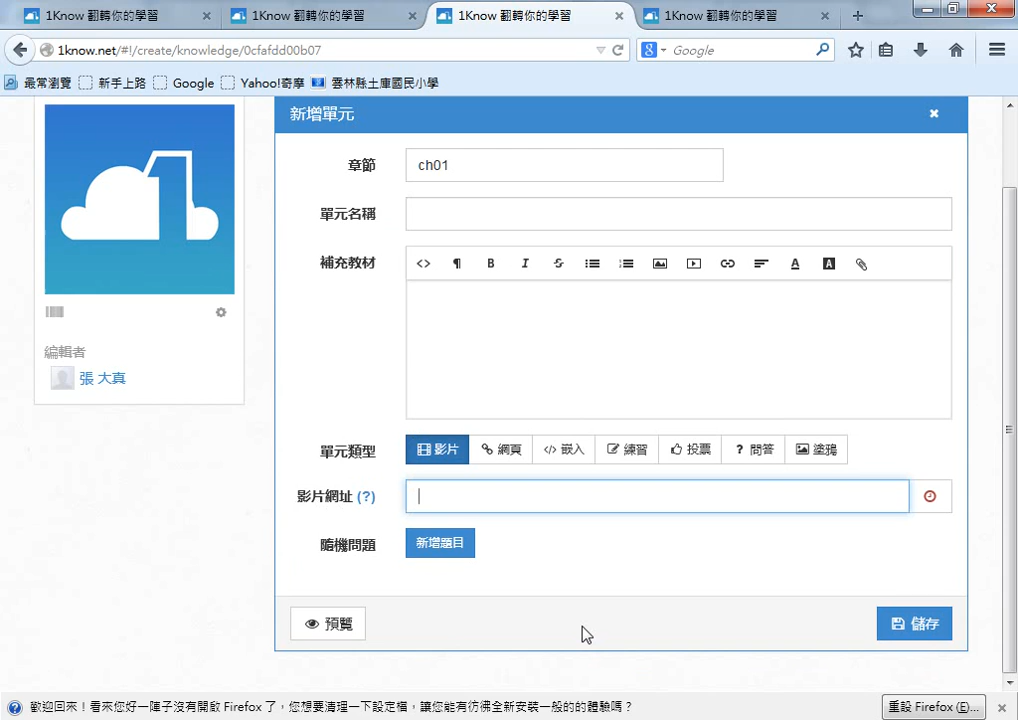 1Know 翻轉你的學習
1Know 翻轉你的學習
1Know 翻轉你的學習
1Know 翻轉你的學習
1know.net/#!/create/knowledge/0cfafdd00b07
Google
最常瀏覽 新手上路 Google Yahoo!奇摩 雲林縣土庫國民小學
新增單元
章節 ch01
單元名稱
補充教材
編輯者
張 大真
單元類型 影片 網頁 嵌入 練習 投票 問答 塗鴉
影片網址 (?)
隨機問題 新增題目
預覽 儲存
歡迎回來！看來您好一陣子沒有開啟 Firefox 了，您想要清理一下設定檔，讓您能有彷彿全新安裝一般的的體驗嗎？ 重設 Firefox (E)...